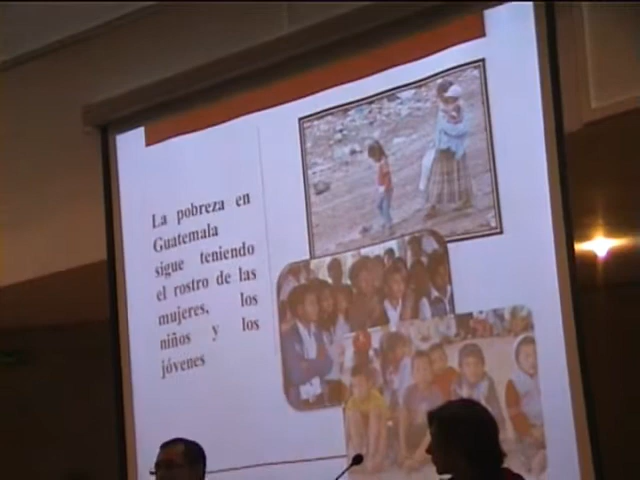 La pobreza en
Guatemala
sigue teniendo
el rostro de las
mujeres, los
niños y los
jóvenes